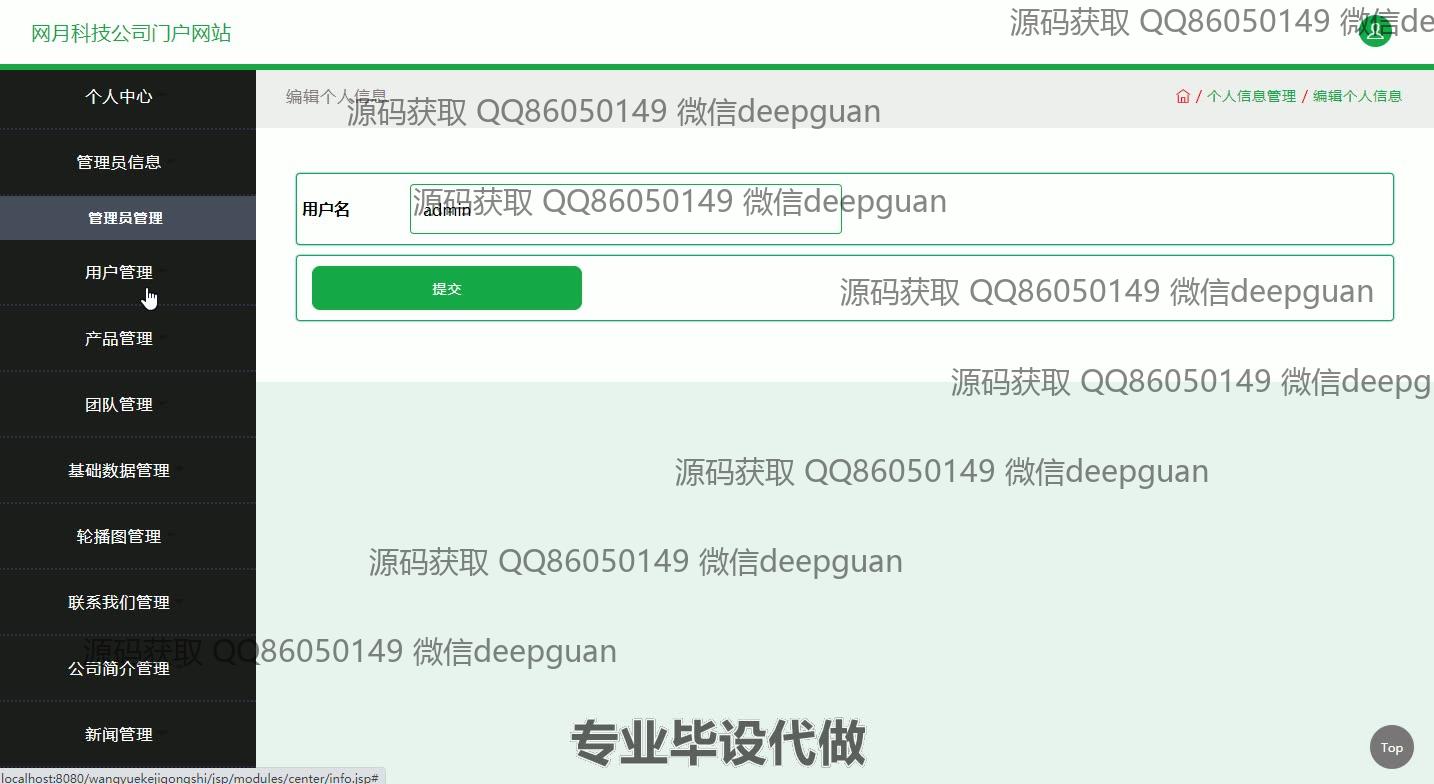 网月科技公司门户网站
源码获取 QQ86050149 微信de
个人中心
编辑个人信息
/ 个人信息管理 / 编辑个人信息
源码获取 QQ86050149 微信deepguan
管理员信息
管理员管理
用户名
admin
源码获取 QQ86050149 微信deepguan
用户管理
提交
源码获取 QQ86050149 微信deepguan
产品管理
源码获取 QQ86050149 微信deepg
团队管理
基础数据管理
源码获取 QQ86050149 微信deepguan
轮播图管理
源码获取 QQ86050149 微信deepguan
联系我们管理
源码获取 QQ86050149 微信deepguan
公司简介管理
新闻管理
专业毕设代做
Top
localhost:8080/wangyuekejigongshi/jsp/modules/center/info.jsp#